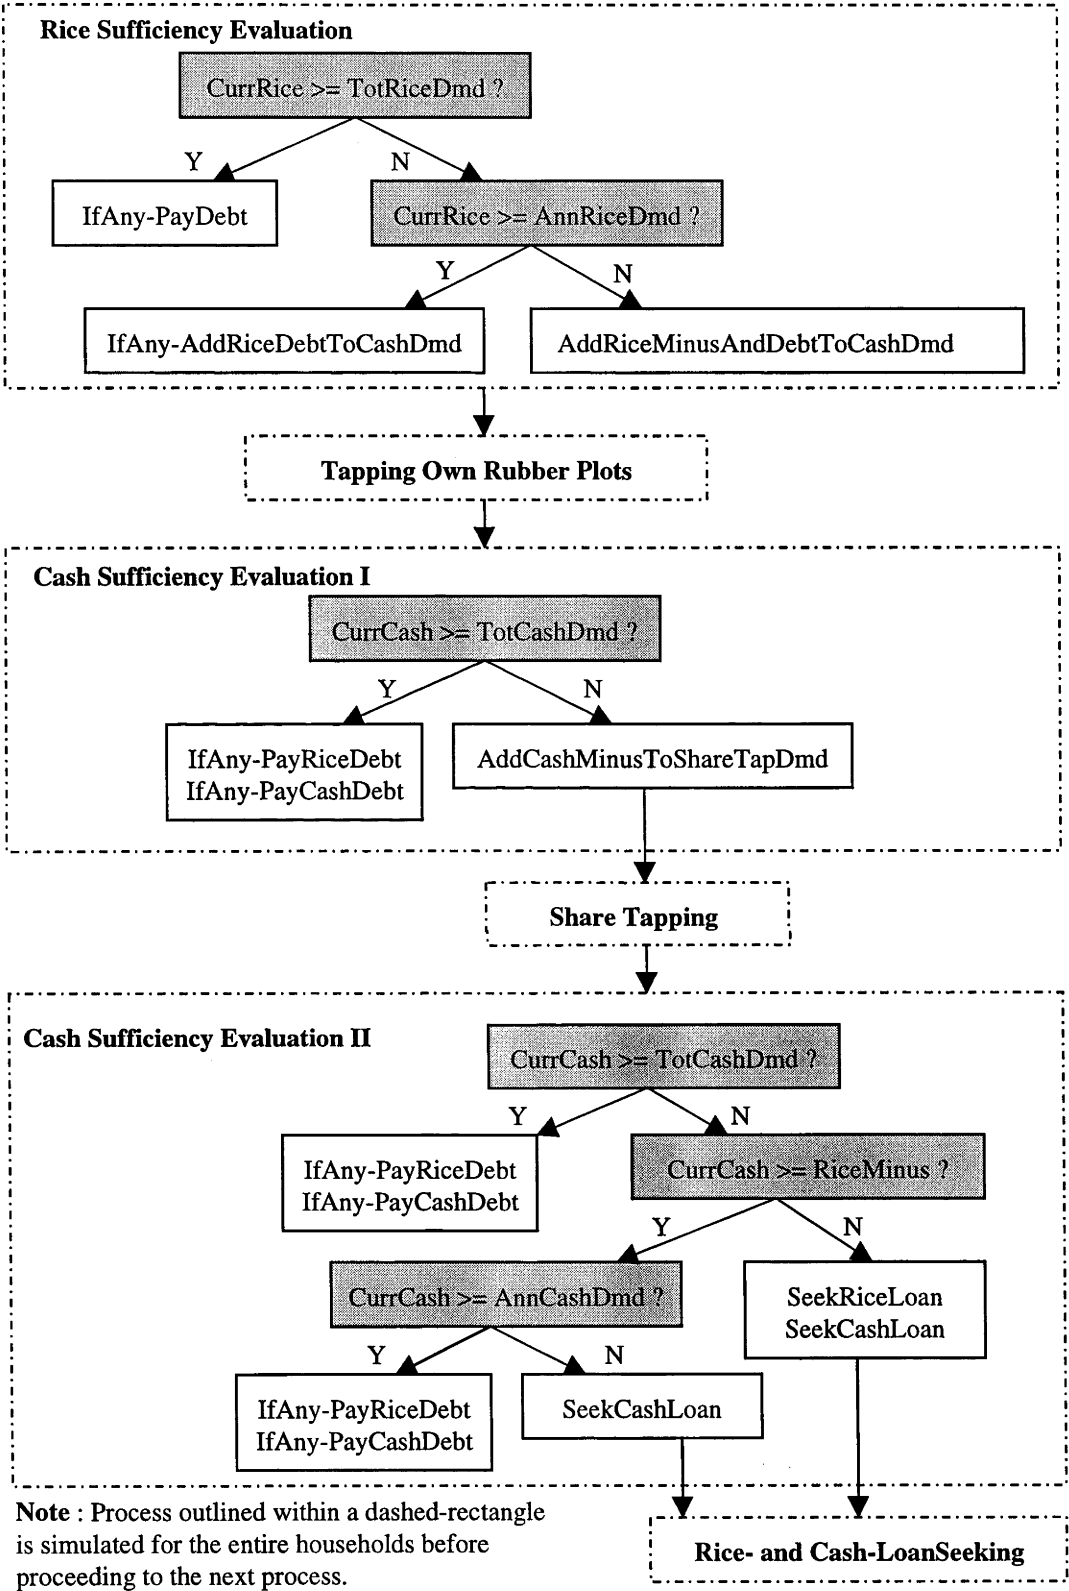 Rice Sufficiency Evaluation
CurrRice >= TotRiceDmd ?
Y
N
IfAny-PayDebt
CurrRice >= AnnRiceDmd ?
Y
N
IfAny-AddRiceDebtToCashDmd
AddRiceMinusAndDebtToCashDmd
Tapping Own Rubber Plots
Cash Sufficiency Evaluation I
CurrCash >= TotCashDmd ?
Y
N
IfAny-PayRiceDebt
IfAny-PayCashDebt
AddCashMinusToShareTapDmd
Share Tapping
Cash Sufficiency Evaluation II
CurrCash >= TotCashDmd ?
Y
N
IfAny-PayRiceDebt
IfAny-PayCashDebt
CurrCash >= RiceMinus ?
Y
N
CurrCash >= AnnCashDmd ?
SeekRiceLoan
SeekCashLoan
Y
N
IfAny-PayRiceDebt
IfAny-PayCashDebt
SeekCashLoan
Note : Process outlined within a dashed-rectangle
is simulated for the entire households before
proceeding to the next process.
Rice- and Cash-LoanSeeking